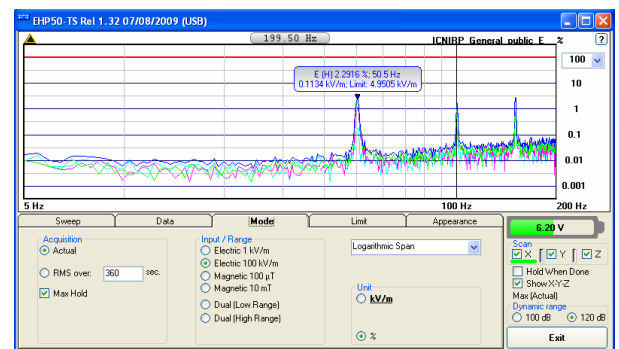 EHP50-TS Rel 1.32 07/08/2009 (USB)
199.50 Hz
ICNIRP General public E %
?
100
E (H) 2.2916 %; 50.5 Hz
0.1134 kV/m; Limit: 4.9505 kV/m
10
1
0.1
0.01
0.001
5 Hz 100 Hz 200 Hz
Sweep Data Mode Limit Appearance
6.20 V
Acquisition
Actual
RMS over: 360 sec.
Max Hold
Input / Range
Electric 1 kV/m
Electric 100 kV/m
Magnetic 100 µT
Magnetic 10 mT
Dual (Low Range)
Dual (High Range)
Logarithmic Span
Unit
kV/m
%
Scan
X Y Z
Hold When Done
Show X-Y-Z
Max (Actual)
Dynamic range
100 dB 120 dB
Exit